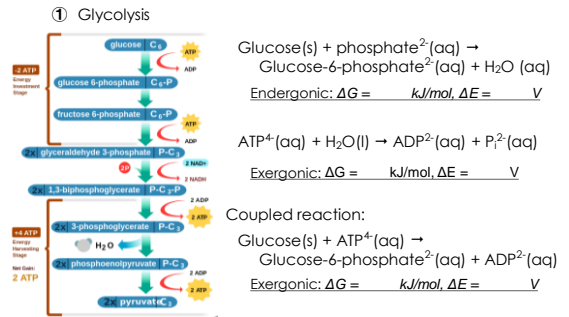 ① Glycolysis
glucose C₆
ATP
ADP
-2 ATP
Energy
Investment
Stage
glucose 6-phosphate C₆-P
fructose 6-phosphate C₆-P
ATP
ADP
2x glyceraldehyde 3-phosphate P-C₃
2P
2 NAD+
2 NADH
2x 1,3-biphosphoglycerate P-C₃-P
2 ADP
2 ATP
+4 ATP
Energy
Harvesting
Stage
Net Gain:
2 ATP
2x 3-phosphoglycerate P-C₃
H₂O
2x phosphoenolpyruvate P-C₃
2 ADP
2 ATP
2x pyruvate C₃
Glucose(s) + phosphate²⁻(aq) →
Glucose-6-phosphate²⁻(aq) + H₂O (aq)
Endergonic: ΔG = kJ/mol, ΔE = V
ATP⁴⁻(aq) + H₂O(l) → ADP²⁻(aq) + Pᵢ²⁻(aq)
Exergonic: ΔG = kJ/mol, ΔE = V
Coupled reaction:
Glucose(s) + ATP⁴⁻(aq) →
Glucose-6-phosphate²⁻(aq) + ADP²⁻(aq)
Exergonic: ΔG = kJ/mol, ΔE = V